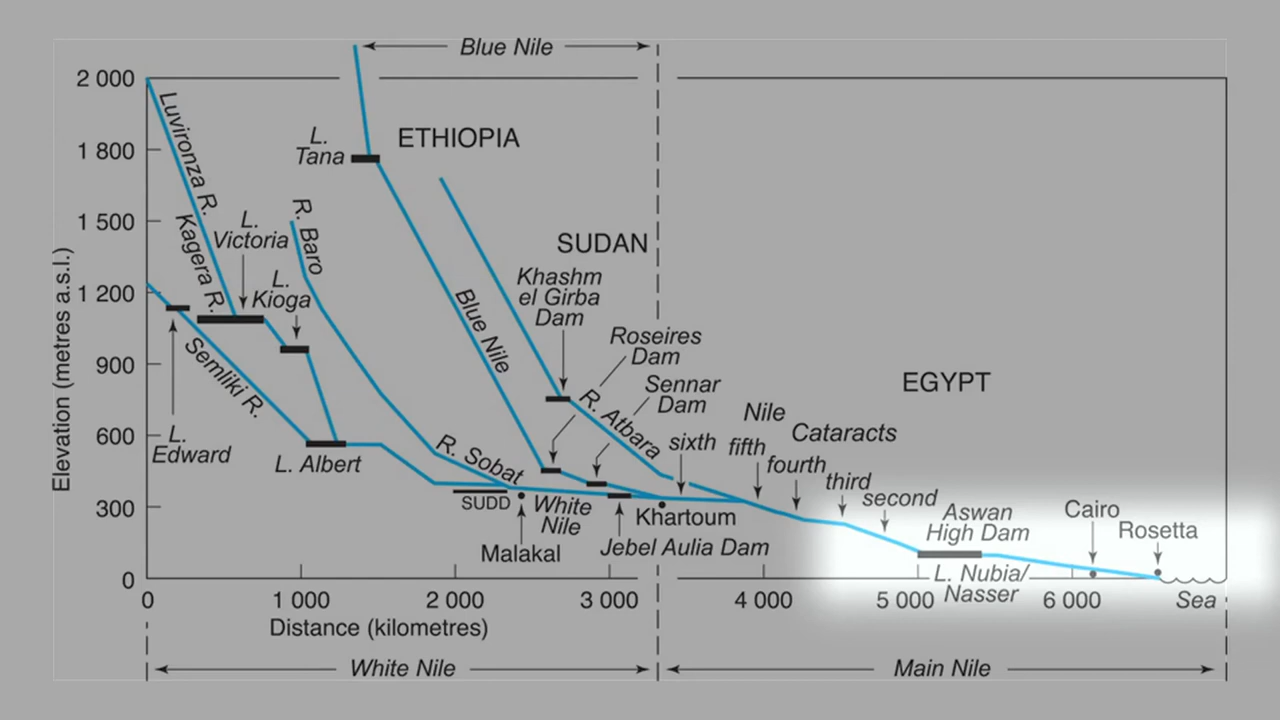 Blue Nile
2 000
1 800
1 500
1 200
900
600
300
0
Elevation (metres a.s.l.)
Luvironza R.
Kagera R.
L.
Victoria
L.
Kioga
R. Baro
L.
Tana
ETHIOPIA
SUDAN
EGYPT
Blue Nile
Khashm
el Girba
Dam
Roseires
Dam
Sennar
Dam
R. Atbara
Semliki R.
L.
Edward
L. Albert
R. Sobat
SUDD
Malakal
White
Nile
Jebel Aulia Dam
Khartoum
Nile
Cataracts
sixth
fifth
fourth
third
second
Aswan
High Dam
L. Nubia/
Nasser
Cairo
Rosetta
0
1 000
2 000
3 000
4 000
5 000
6 000
Sea
Distance (kilometres)
White Nile
Main Nile